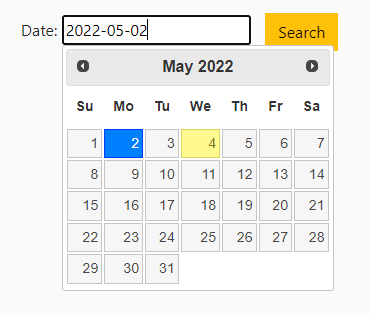 Date: 2022-05-02 Search
May 2022
Su Mo Tu We Th Fr Sa
1 2 3 4 5 6 7
8 9 10 11 12 13 14
15 16 17 18 19 20 21
22 23 24 25 26 27 28
29 30 31